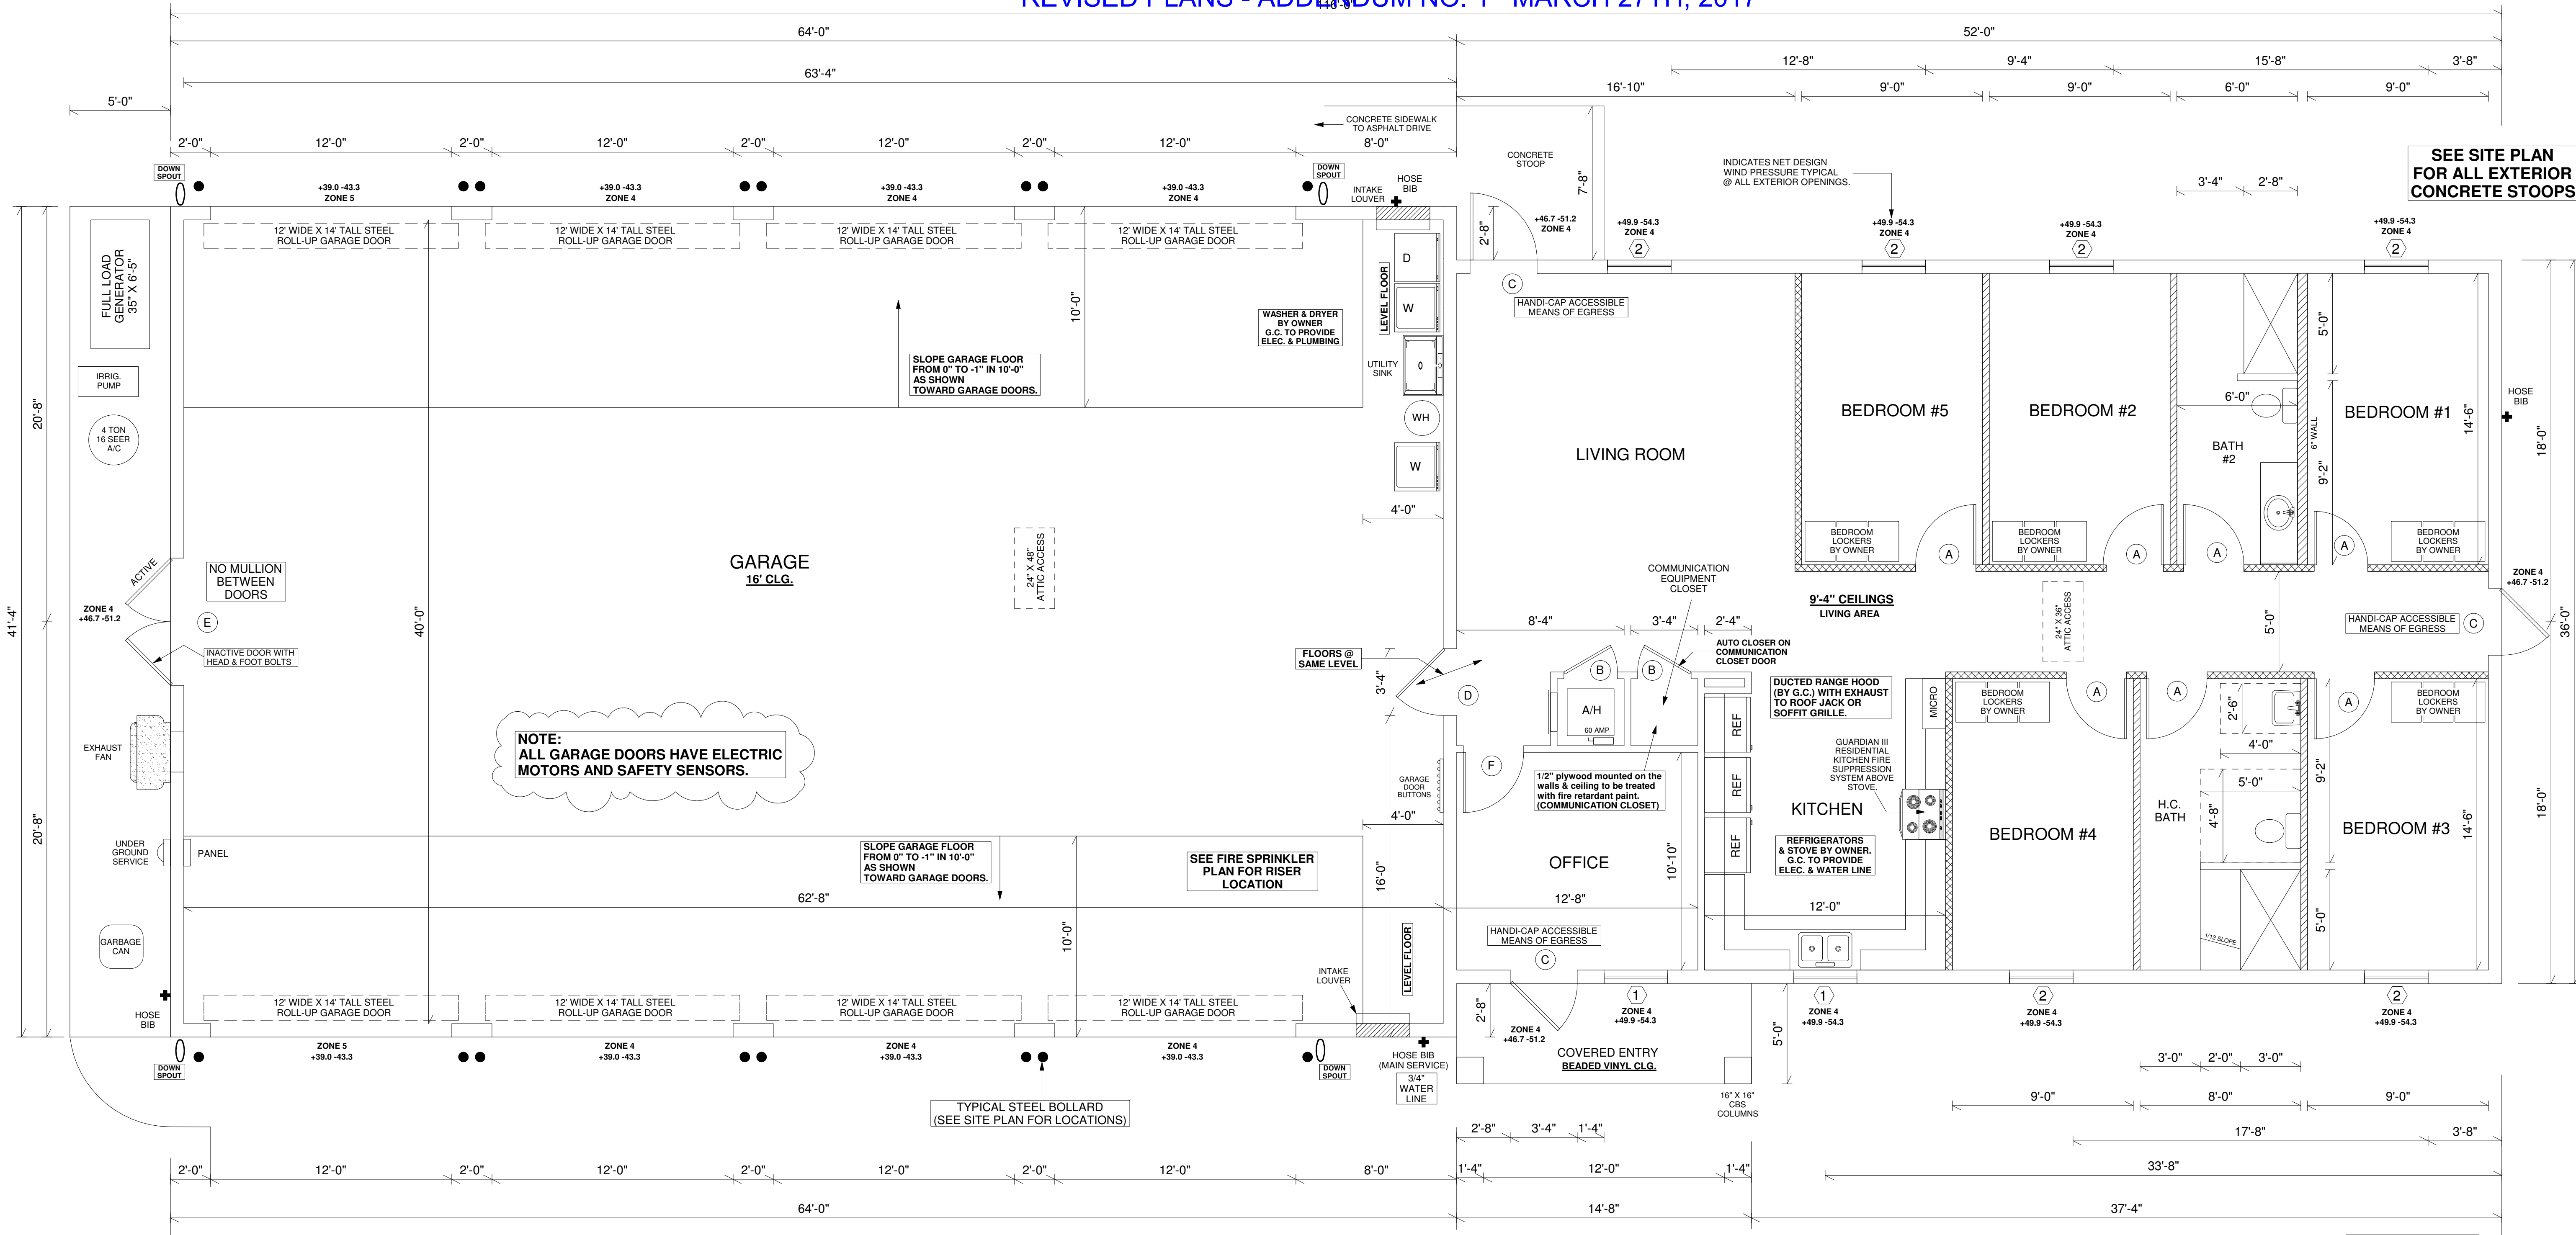 REVISED PLANS - ADDENDUM NO. 1 MARCH 27TH, 2017
116'-0"
64'-0"
52'-0"
63'-4"
12'-8"
9'-4"
15'-8"
3'-8"
5'-0"
16'-10"
9'-0"
9'-0"
6'-0"
9'-0"
2'-0"
12'-0"
2'-0"
12'-0"
2'-0"
12'-0"
2'-0"
12'-0"
8'-0"
CONCRETE SIDEWALK
TO ASPHALT DRIVE
CONCRETE
STOOP
7'-8"
INDICATES NET DESIGN
WIND PRESSURE TYPICAL
@ ALL EXTERIOR OPENINGS.
SEE SITE PLAN
FOR ALL EXTERIOR
CONCRETE STOOPS
3'-4"
2'-8"
DOWN
SPOUT
+39.0 -43.3
ZONE 5
+39.0 -43.3
ZONE 4
+39.0 -43.3
ZONE 4
+39.0 -43.3
ZONE 4
DOWN
SPOUT
INTAKE
LOUVER
HOSE
BIB
2'-8"
+46.7 -51.2
ZONE 4
+49.9 -54.3
ZONE 4
2
+49.9 -54.3
ZONE 4
2
+49.9 -54.3
ZONE 4
2
+49.9 -54.3
ZONE 4
2
12' WIDE X 14' TALL STEEL
ROLL-UP GARAGE DOOR
12' WIDE X 14' TALL STEEL
ROLL-UP GARAGE DOOR
12' WIDE X 14' TALL STEEL
ROLL-UP GARAGE DOOR
12' WIDE X 14' TALL STEEL
ROLL-UP GARAGE DOOR
FULL LOAD
GENERATOR
35" X 6'-5"
IRRIG.
PUMP
4 TON
16 SEER
A/C
20'-8"
41'-4"
20'-8"
10'-0"
SLOPE GARAGE FLOOR
FROM 0" TO -1" IN 10'-0"
AS SHOWN
TOWARD GARAGE DOORS.
WASHER & DRYER
BY OWNER
G.C. TO PROVIDE
ELEC. & PLUMBING
LEVEL FLOOR
D
W
UTILITY
SINK
WH
W
4'-0"
C
HANDI-CAP ACCESSIBLE
MEANS OF EGRESS
LIVING ROOM
BEDROOM #5
BEDROOM #2
BATH
#2
6'-0"
5'-0"
9'-2"
6" WALL
BEDROOM #1
14'-6"
HOSE
BIB
18'-0"
36'-0"
18'-0"
BEDROOM
LOCKERS
BY OWNER
A
BEDROOM
LOCKERS
BY OWNER
A
A
A
BEDROOM
LOCKERS
BY OWNER
GARAGE
16' CLG.
24" X 48"
ATTIC ACCESS
ACTIVE
NO MULLION
BETWEEN
DOORS
ZONE 4
+46.7 -51.2
E
INACTIVE DOOR WITH
HEAD & FOOT BOLTS
40'-0"
COMMUNICATION
EQUIPMENT
CLOSET
9'-4" CEILINGS
LIVING AREA
24" X 36"
ATTIC ACCESS
5'-0"
ZONE 4
+46.7 -51.2
HANDI-CAP ACCESSIBLE
MEANS OF EGRESS
C
8'-4"
3'-4"
2'-4"
AUTO CLOSER ON
COMMUNICATION
CLOSET DOOR
FLOORS @
SAME LEVEL
3'-4"
D
B
B
A/H
60 AMP
DUCTED RANGE HOOD
(BY G.C.) WITH EXHAUST
TO ROOF JACK OR
SOFFIT GRILLE.
MICRO
BEDROOM
LOCKERS
BY OWNER
A
A
2'-6"
4'-0"
A
BEDROOM
LOCKERS
BY OWNER
NOTE:
ALL GARAGE DOORS HAVE ELECTRIC
MOTORS AND SAFETY SENSORS.
EXHAUST
FAN
UNDER
GROUND
SERVICE
PANEL
GARBAGE
CAN
HOSE
BIB
GARAGE
DOOR
BUTTONS
4'-0"
F
1/2" plywood mounted on the
walls & ceiling to be treated
with fire retardant paint.
(COMMUNICATION CLOSET)
REF
REF
REF
GUARDIAN III
RESIDENTIAL
KITCHEN FIRE
SUPPRESSION
SYSTEM ABOVE
STOVE.
KITCHEN
REFRIGERATORS
& STOVE BY OWNER.
G.C. TO PROVIDE
ELEC. & WATER LINE
BEDROOM #4
H.C.
BATH
5'-0"
4'-8"
9'-2"
5'-0"
1/12 SLOPE
BEDROOM #3
14'-6"
SLOPE GARAGE FLOOR
FROM 0" TO -1" IN 10'-0"
AS SHOWN
TOWARD GARAGE DOORS.
SEE FIRE SPRINKLER
PLAN FOR RISER
LOCATION
16'-0"
OFFICE
10'-10"
62'-8"
12'-8"
12'-0"
10'-0"
HANDI-CAP ACCESSIBLE
MEANS OF EGRESS
C
LEVEL FLOOR
INTAKE
LOUVER
12' WIDE X 14' TALL STEEL
ROLL-UP GARAGE DOOR
12' WIDE X 14' TALL STEEL
ROLL-UP GARAGE DOOR
12' WIDE X 14' TALL STEEL
ROLL-UP GARAGE DOOR
12' WIDE X 14' TALL STEEL
ROLL-UP GARAGE DOOR
DOWN
SPOUT
ZONE 5
+39.0 -43.3
ZONE 4
+39.0 -43.3
ZONE 4
+39.0 -43.3
ZONE 4
+39.0 -43.3
DOWN
SPOUT
HOSE BIB
(MAIN SERVICE)
3/4"
WATER
LINE
2'-8"
ZONE 4
+46.7 -51.2
1
ZONE 4
+49.9 -54.3
1
ZONE 4
+49.9 -54.3
2
ZONE 4
+49.9 -54.3
2
ZONE 4
+49.9 -54.3
5'-0"
COVERED ENTRY
BEADED VINYL CLG.
16" X 16"
CBS
COLUMNS
TYPICAL STEEL BOLLARD
(SEE SITE PLAN FOR LOCATIONS)
3'-0"
2'-0"
3'-0"
9'-0"
8'-0"
9'-0"
2'-8"
3'-4"
1'-4"
17'-8"
3'-8"
2'-0"
12'-0"
2'-0"
12'-0"
2'-0"
12'-0"
2'-0"
12'-0"
8'-0"
1'-4"
12'-0"
1'-4"
33'-8"
64'-0"
14'-8"
37'-4"